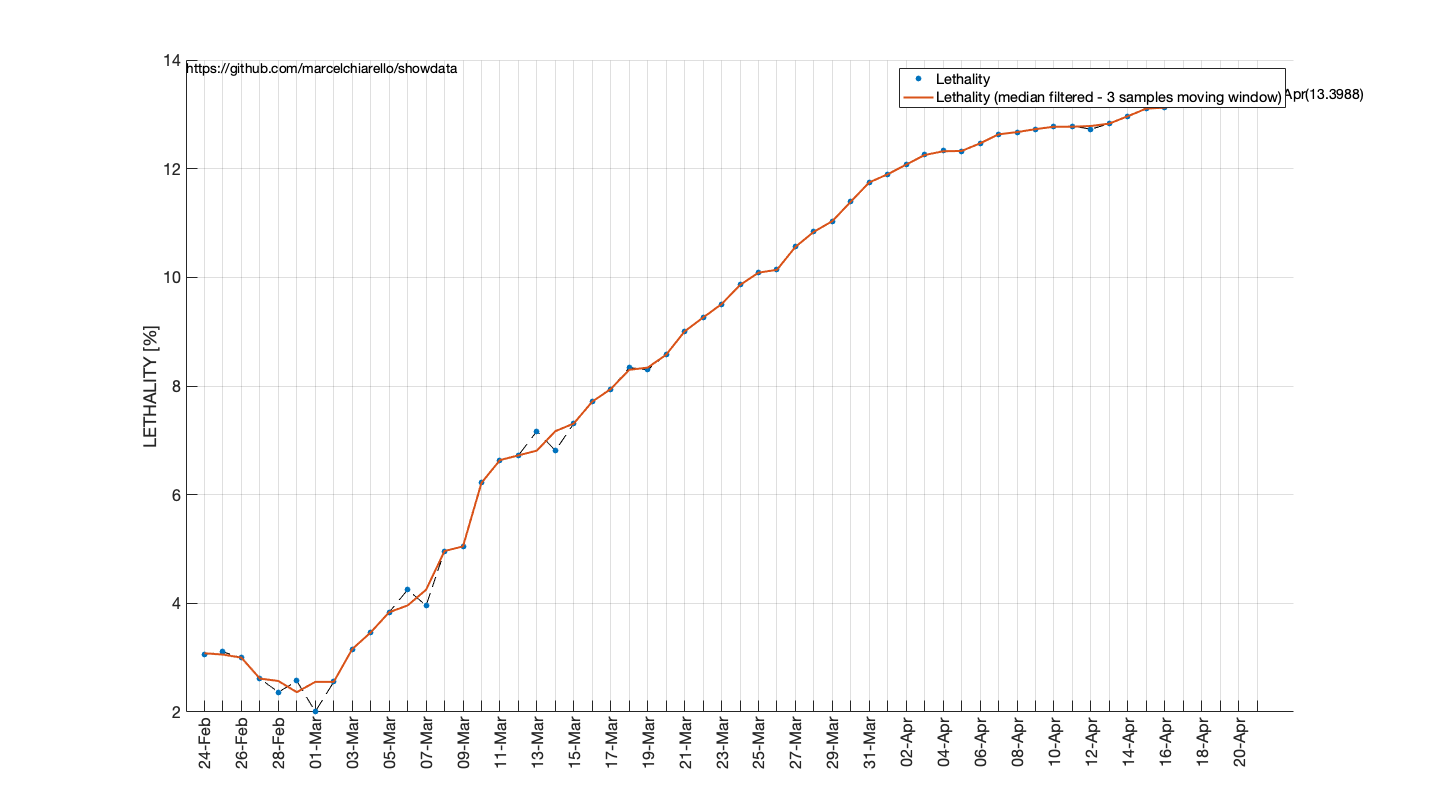 https://github.com/marcelchiarello/showdata
Lethality
Lethality (median filtered - 3 samples moving window)
Apr(13.3988)
LETHALITY [%]
14
12
10
8
6
4
2
24-Feb
26-Feb
28-Feb
01-Mar
03-Mar
05-Mar
07-Mar
09-Mar
11-Mar
13-Mar
15-Mar
17-Mar
19-Mar
21-Mar
23-Mar
25-Mar
27-Mar
29-Mar
31-Mar
02-Apr
04-Apr
06-Apr
08-Apr
10-Apr
12-Apr
14-Apr
16-Apr
18-Apr
20-Apr